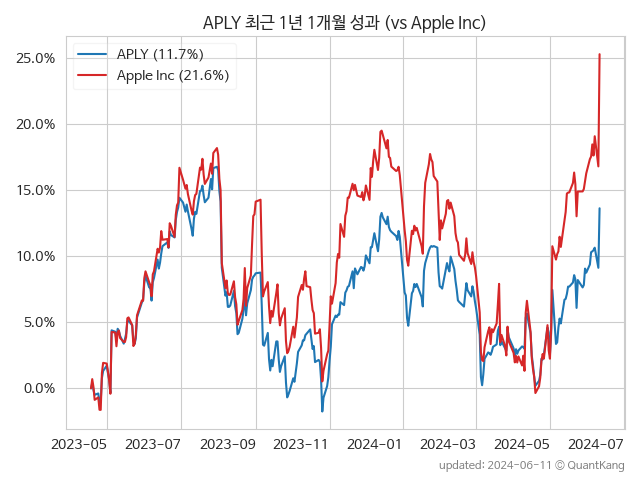 APLY 최근 1년 1개월 성과 (vs Apple Inc)
APLY (11.7%)
Apple Inc (21.6%)
25.0%
20.0%
15.0%
10.0%
5.0%
0.0%
2023-05 2023-07 2023-09 2023-11 2024-01 2024-03 2024-05 2024-07
updated: 2024-06-11 © QuantKang